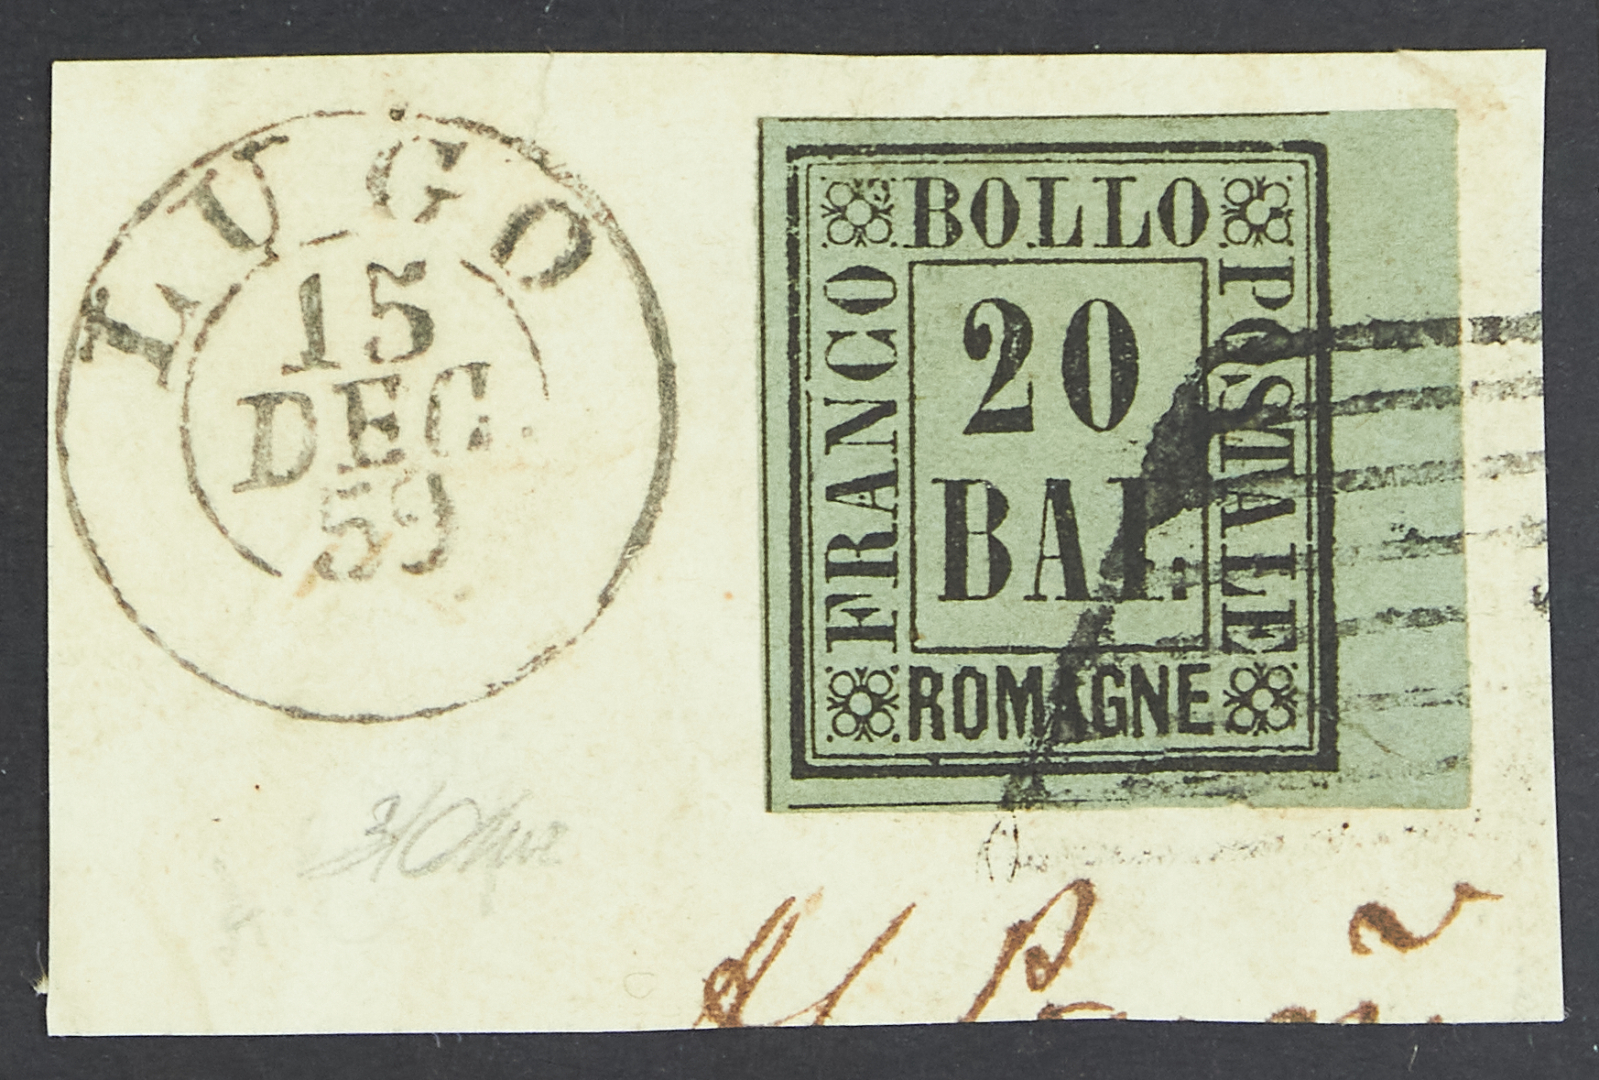 LUGO
15
DEC.
59
BOLLO
FRANCO
POSTALE
20
BAI.
ROMAGNE